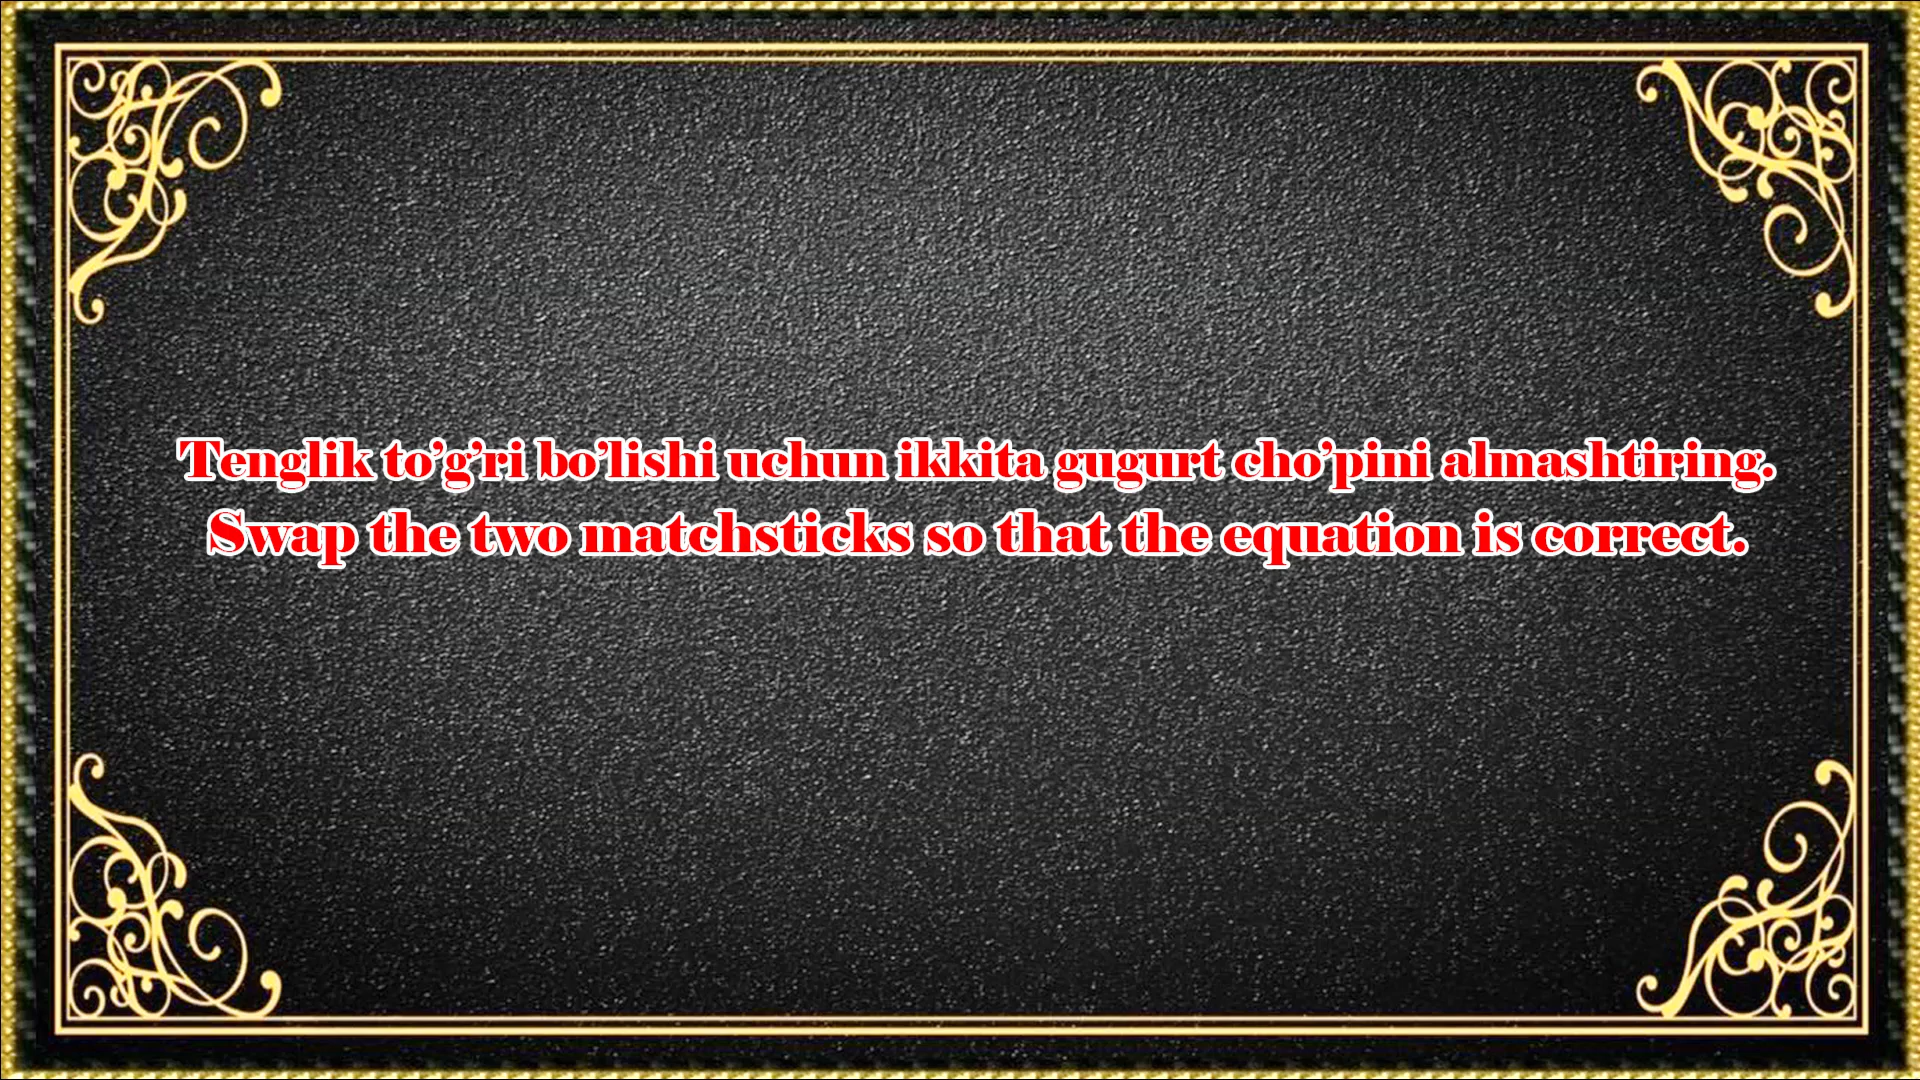 Tenglik to’g’ri bo’lishi uchun ikkita gugurt cho’pini almashtiring.
Swap the two matchsticks so that the equation is correct.